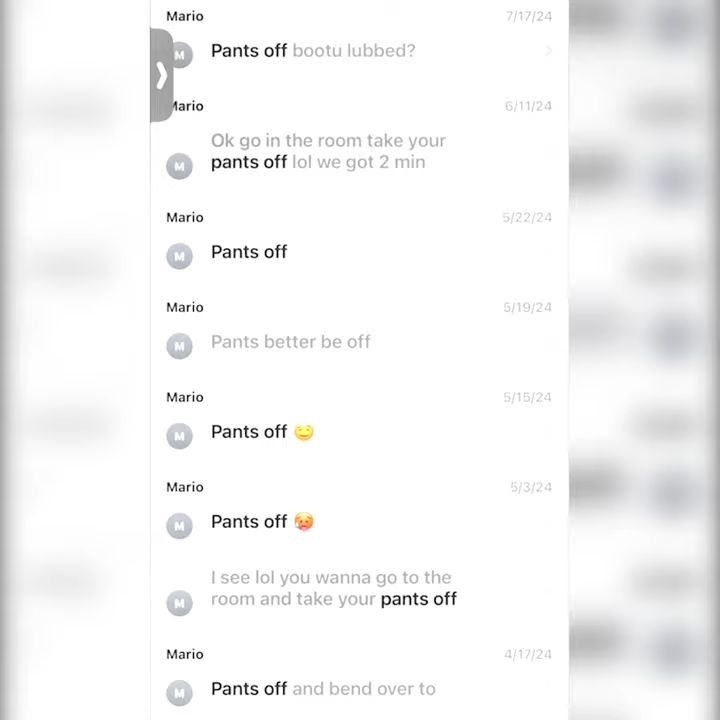 Mario 7/17/24
M Pants off bootu lubbed?
Mario 6/11/24
Ok go in the room take your
M pants off lol we got 2 min
Mario 5/22/24
M Pants off
Mario 5/19/24
M Pants better be off
Mario 5/15/24
M Pants off 😊
Mario 5/3/24
M Pants off 🥵
I see lol you wanna go to the
M room and take your pants off
Mario 4/17/24
M Pants off and bend over to